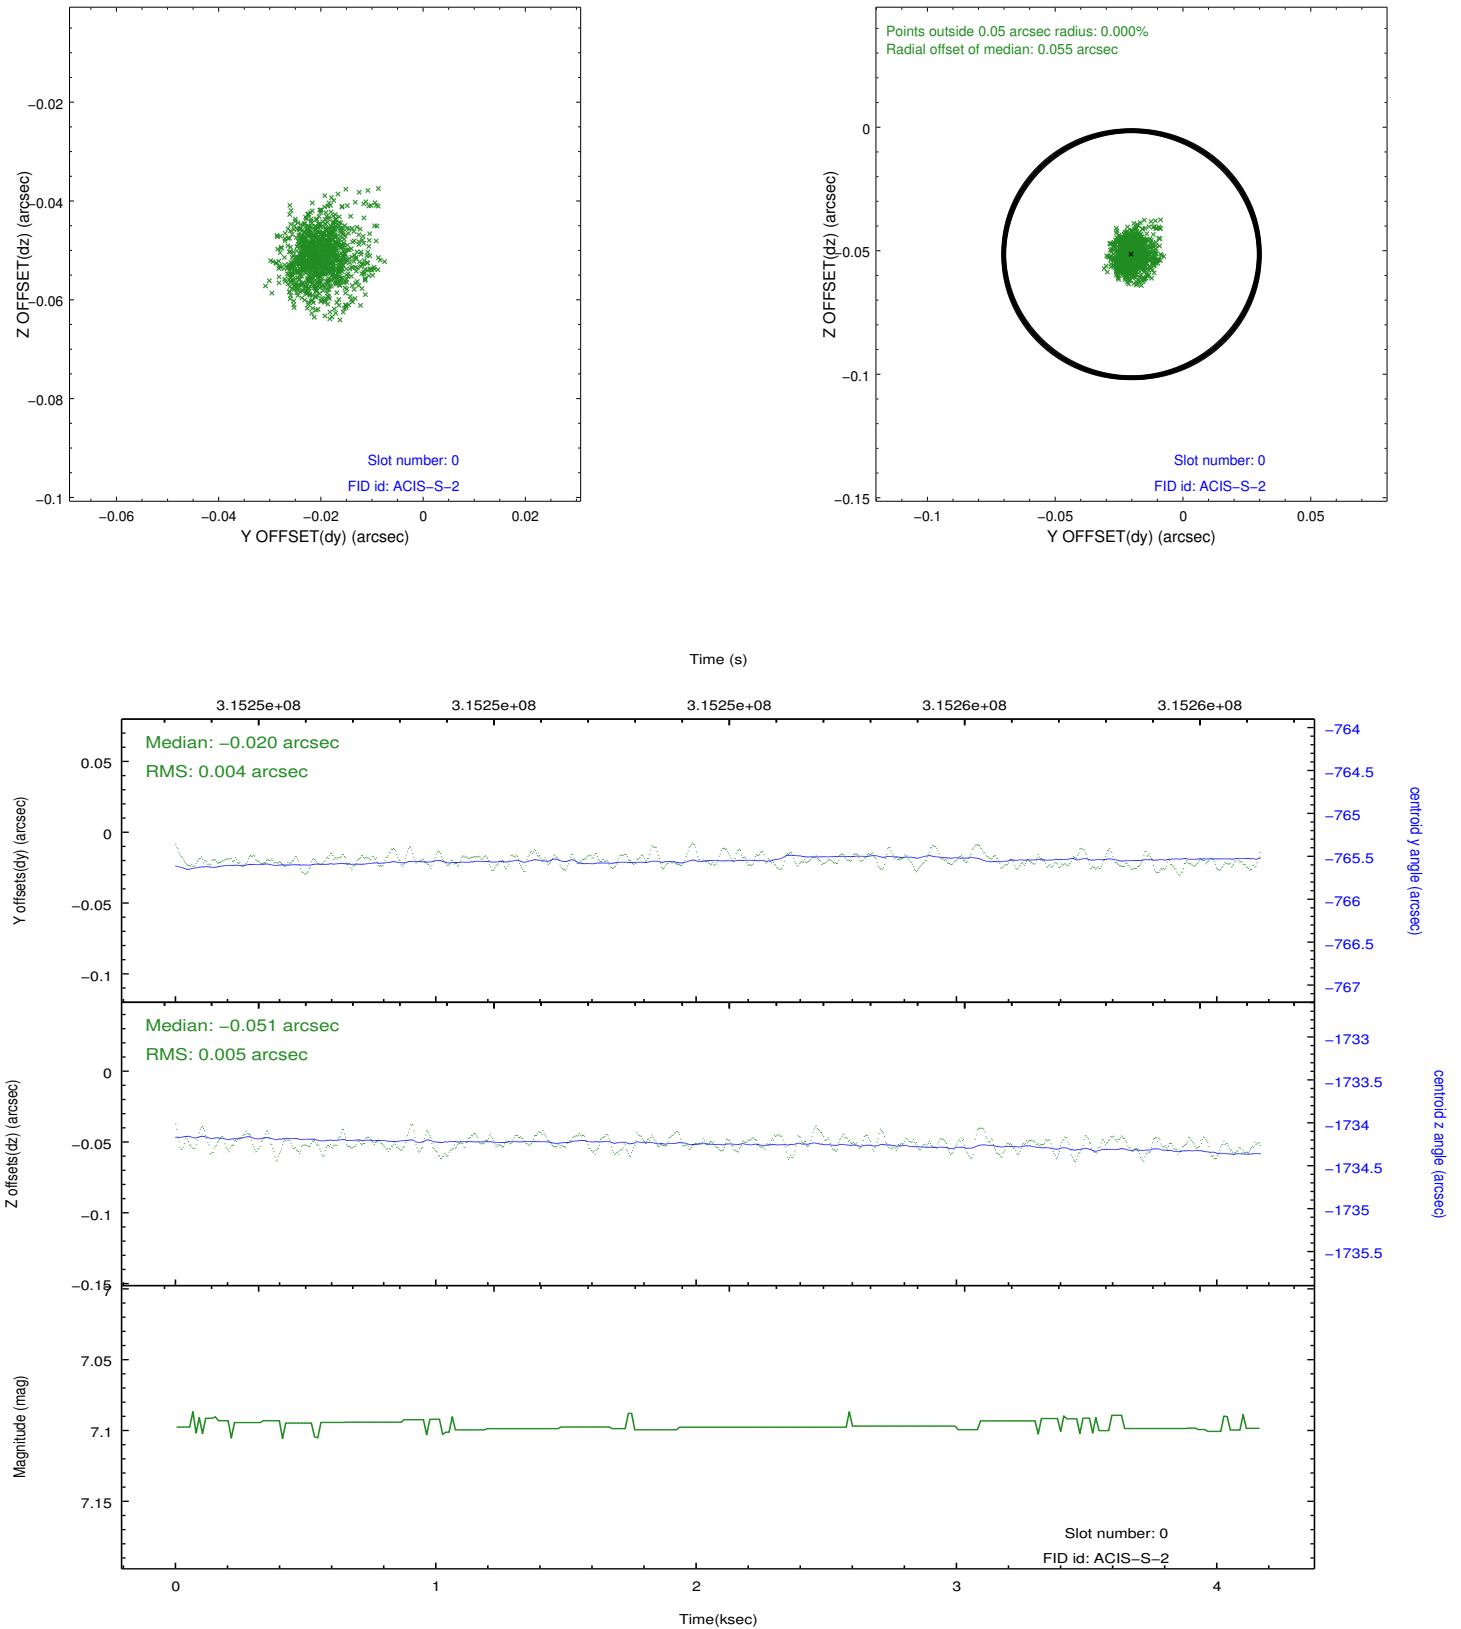 −0.02
−0.04
−0.06
−0.08
−0.1
Z OFFSET(dz) (arcsec)
Slot number: 0
FID id: ACIS−S−2
−0.06
−0.04
−0.02
0
0.02
Y OFFSET(dy) (arcsec)
Points outside 0.05 arcsec radius: 0.000%
Radial offset of median: 0.055 arcsec
0
−0.05
−0.1
−0.15
Z OFFSET(dz) (arcsec)
Slot number: 0
FID id: ACIS−S−2
−0.1
−0.05
0
0.05
Y OFFSET(dy) (arcsec)
Time (s)
3.1525e+08
3.1525e+08
3.1525e+08
3.1526e+08
3.1526e+08
Median: −0.020 arcsec
RMS: 0.004 arcsec
0.05
0
−0.05
−0.1
Y offsets(dy) (arcsec)
−764
−764.5
−765
−765.5
−766
−766.5
−767
centroid y angle (arcsec)
Median: −0.051 arcsec
RMS: 0.005 arcsec
0
−0.05
−0.1
−0.15
Z offsets(dz) (arcsec)
−1733
−1733.5
−1734
−1734.5
−1735
−1735.5
centroid z angle (arcsec)
7
7.05
7.1
7.15
Magnitude (mag)
Slot number: 0
FID id: ACIS−S−2
0
1
2
3
4
Time(ksec)